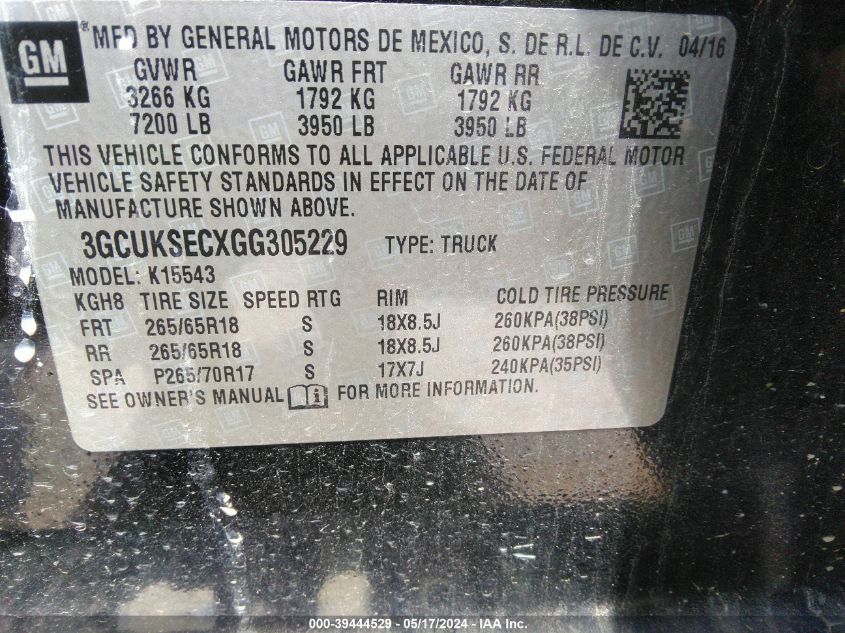 GM ® MFD BY GENERAL MOTORS DE MEXICO, S. DE R.L. DE C.V. 04/16
GVWR GAWR FRT GAWR RR
3266 KG 1792 KG 1792 KG
7200 LB 3950 LB 3950 LB
THIS VEHICLE CONFORMS TO ALL APPLICABLE U.S. FEDERAL MOTOR
VEHICLE SAFETY STANDARDS IN EFFECT ON THE DATE OF
MANUFACTURE SHOWN ABOVE.
3GCUKSECXGG305229 TYPE: TRUCK
MODEL: K15543
KGH8 TIRE SIZE SPEED RTG RIM COLD TIRE PRESSURE
FRT 265/65R18 S 18X8.5J 260KPA(38PSI)
RR 265/65R18 S 18X8.5J 260KPA(38PSI)
SPA P265/70R17 S 17X7J 240KPA(35PSI)
SEE OWNER'S MANUAL i FOR MORE INFORMATION.
000-39444529 - 05/17/2024 - IAA Inc.